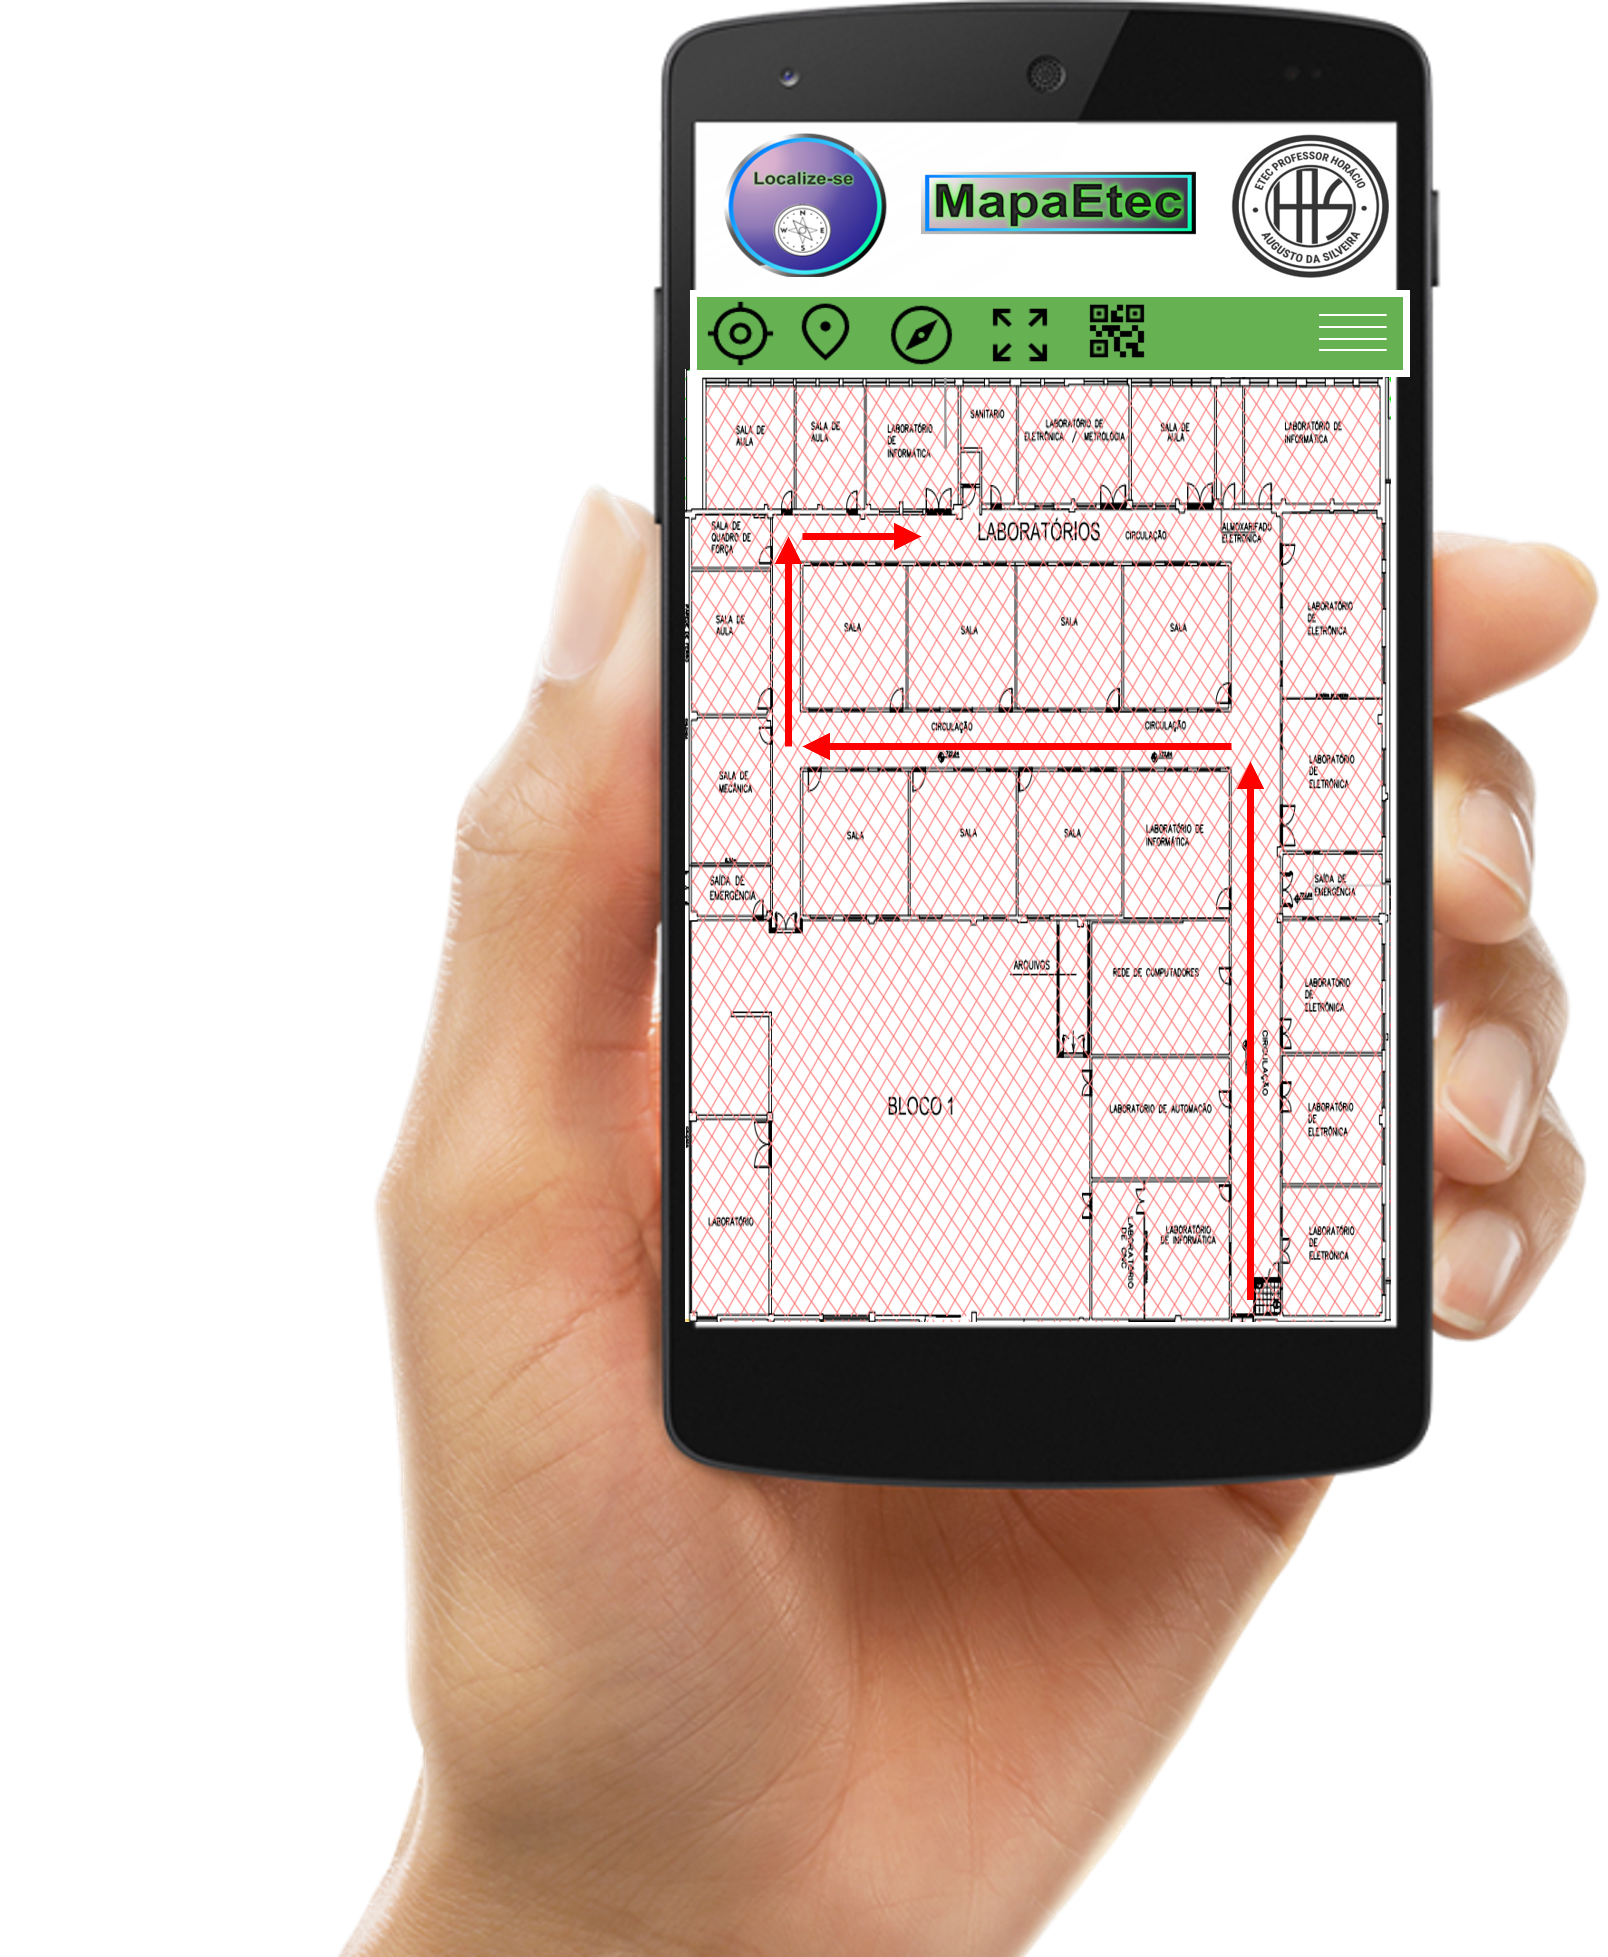 Localize-se
N
W
E
S
MapaEtec
ETEC PROFESSOR HORÁCIO
HAS
AUGUSTO DA SILVEIRA
SALA DE
AULA
SALA DE
AULA
LABORATÓRIO
DE
INFORMÁTICA
SANITARIO
LABORATÓRIO DE
ELETRÔNICA / METROLOGIA
SALA DE
AULA
LABORATÓRIO DE
INFORMÁTICA
SALA DE
QUADRO DE
FORÇA
LABORATÓRIOS
CIRCULAÇÃO
ALMOXARIFADO
ELETRÔNICA
SALA DE
AULA
SALA
SALA
SALA
SALA
LABORATÓRIO
DE
ELETRÔNICA
CIRCULAÇÃO
CIRCULAÇÃO
SALA DE
MECÂNICA
LABORATÓRIO
DE
ELETRÔNICA
SALA
SALA
SALA
LABORATÓRIO DE
INFORMÁTICA
SAÍDA DE
EMERGÊNCIA
SAÍDA DE
EMERGÊNCIA
ARQUIVOS
REDE DE COMPUTADORES
LABORATÓRIO
DE
ELETRÔNICA
CIRCULAÇÃO
BLOCO 1
LABORATÓRIO DE AUTOMAÇÃO
LABORATÓRIO
DE
ELETRÔNICA
LABORATÓRIO
LABORATÓRIO
DE CNC
LABORATÓRIO
DE INFORMÁTICA
LABORATÓRIO
DE
ELETRÔNICA